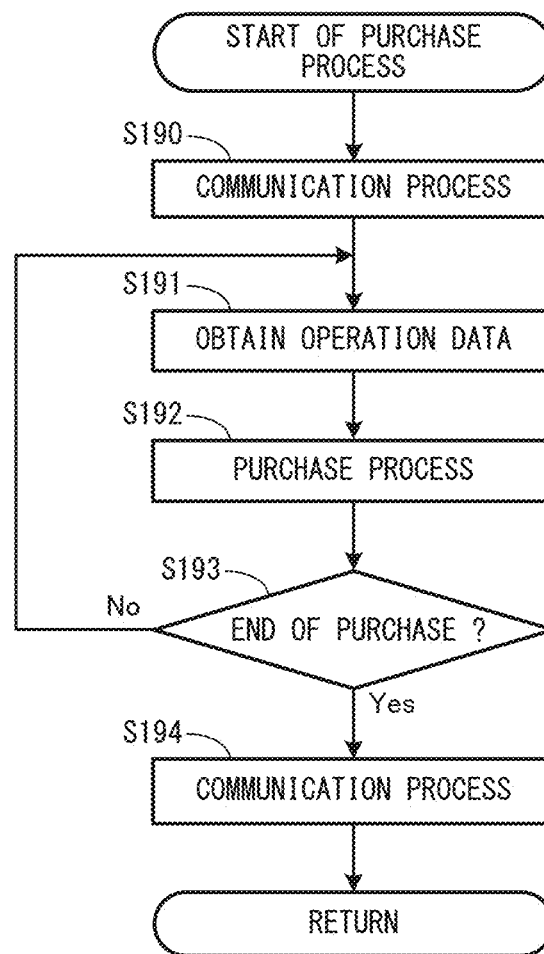 START OF PURCHASE
PROCESS
S190
COMMUNICATION PROCESS
S191
OBTAIN OPERATION DATA
S192
PURCHASE PROCESS
S193
No
END OF PURCHASE ?
Yes
S194
COMMUNICATION PROCESS
RETURN